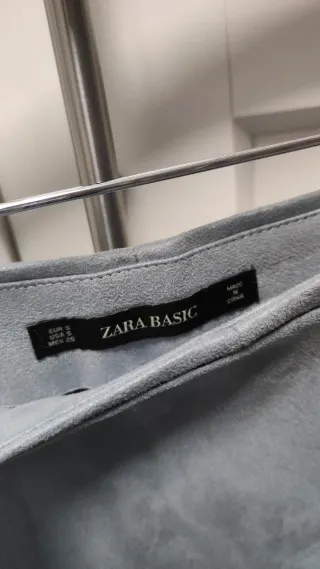 EUR S
USA S
MEX 26
ZARA BASIC
MADE
IN
CHINA